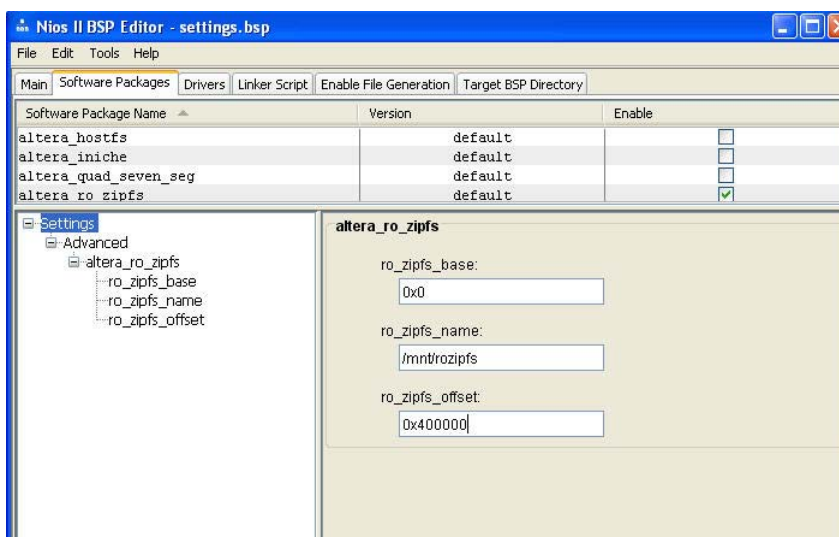 Nios II BSP Editor - settings.bsp
File Edit Tools Help
Main Software Packages Drivers Linker Script Enable File Generation Target BSP Directory
Software Package Name Version Enable
altera_hostfs default
altera_iniche default
altera_quad_seven_seg default
altera_ro_zipfs default
Settings
Advanced
altera_ro_zipfs
ro_zipfs_base
ro_zipfs_name
ro_zipfs_offset
altera_ro_zipfs
ro_zipfs_base:
0x0
ro_zipfs_name:
/mnt/rozipfs
ro_zipfs_offset:
0x400000